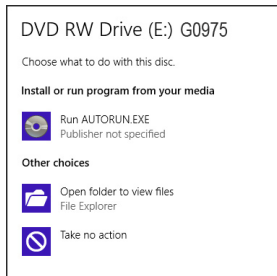 DVD RW Drive (E:) G0975
Choose what to do with this disc.
Install or run program from your media
Run AUTORUN.EXE
Publisher not specified
Other choices
Open folder to view files
File Explorer
Take no action